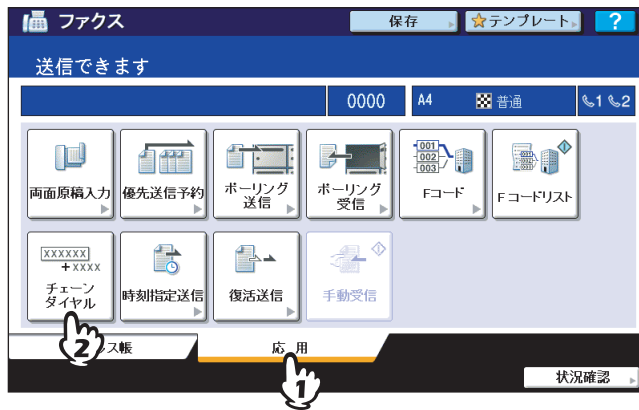 ファクス
保存
テンプレート
?
送信できます
0000
A4
普通
1
2
両面原稿入力
優先送信予約
ポーリング
送信
ポーリング
受信
001
002
003
Fコード
Fコードリスト
XXXXXX
+XXXX
チェーン
ダイヤル
時刻指定送信
復活送信
手動受信
2
ス帳
応 用
1
状況確認